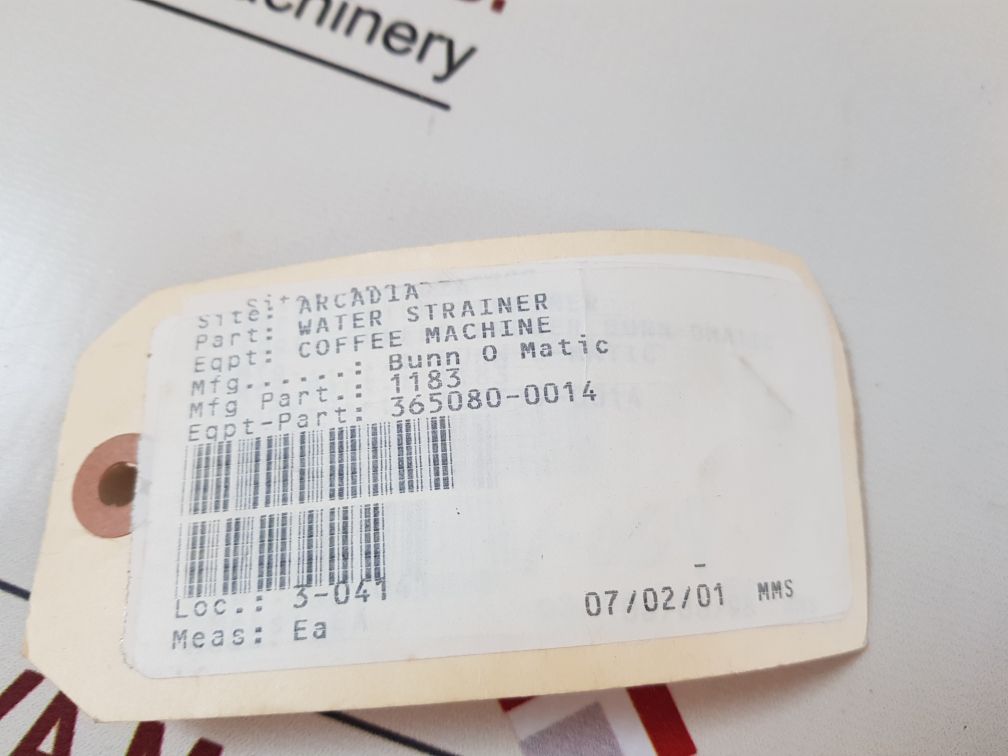 chinery
Site: ARCADIA
Part: WATER STRAINER
Eqpt: COFFEE MACHINE
Mfg......: Bunn O Matic
Mfg Part.: 1183
Eqpt-Part: 365080-0014
Loc.: 3-041
07/02/01 MMS
Meas: Ea